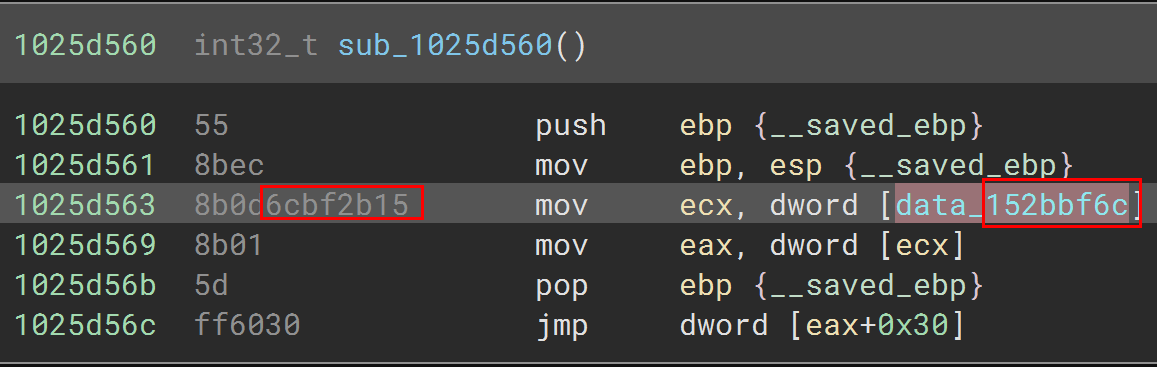 1025d560 int32_t sub_1025d560()
1025d560 55 push ebp {__saved_ebp}
1025d561 8bec mov ebp, esp {__saved_ebp}
1025d563 8b0d6cbf2b15 mov ecx, dword [data_152bbf6c]
1025d569 8b01 mov eax, dword [ecx]
1025d56b 5d pop ebp {__saved_ebp}
1025d56c ff6030 jmp dword [eax+0x30]